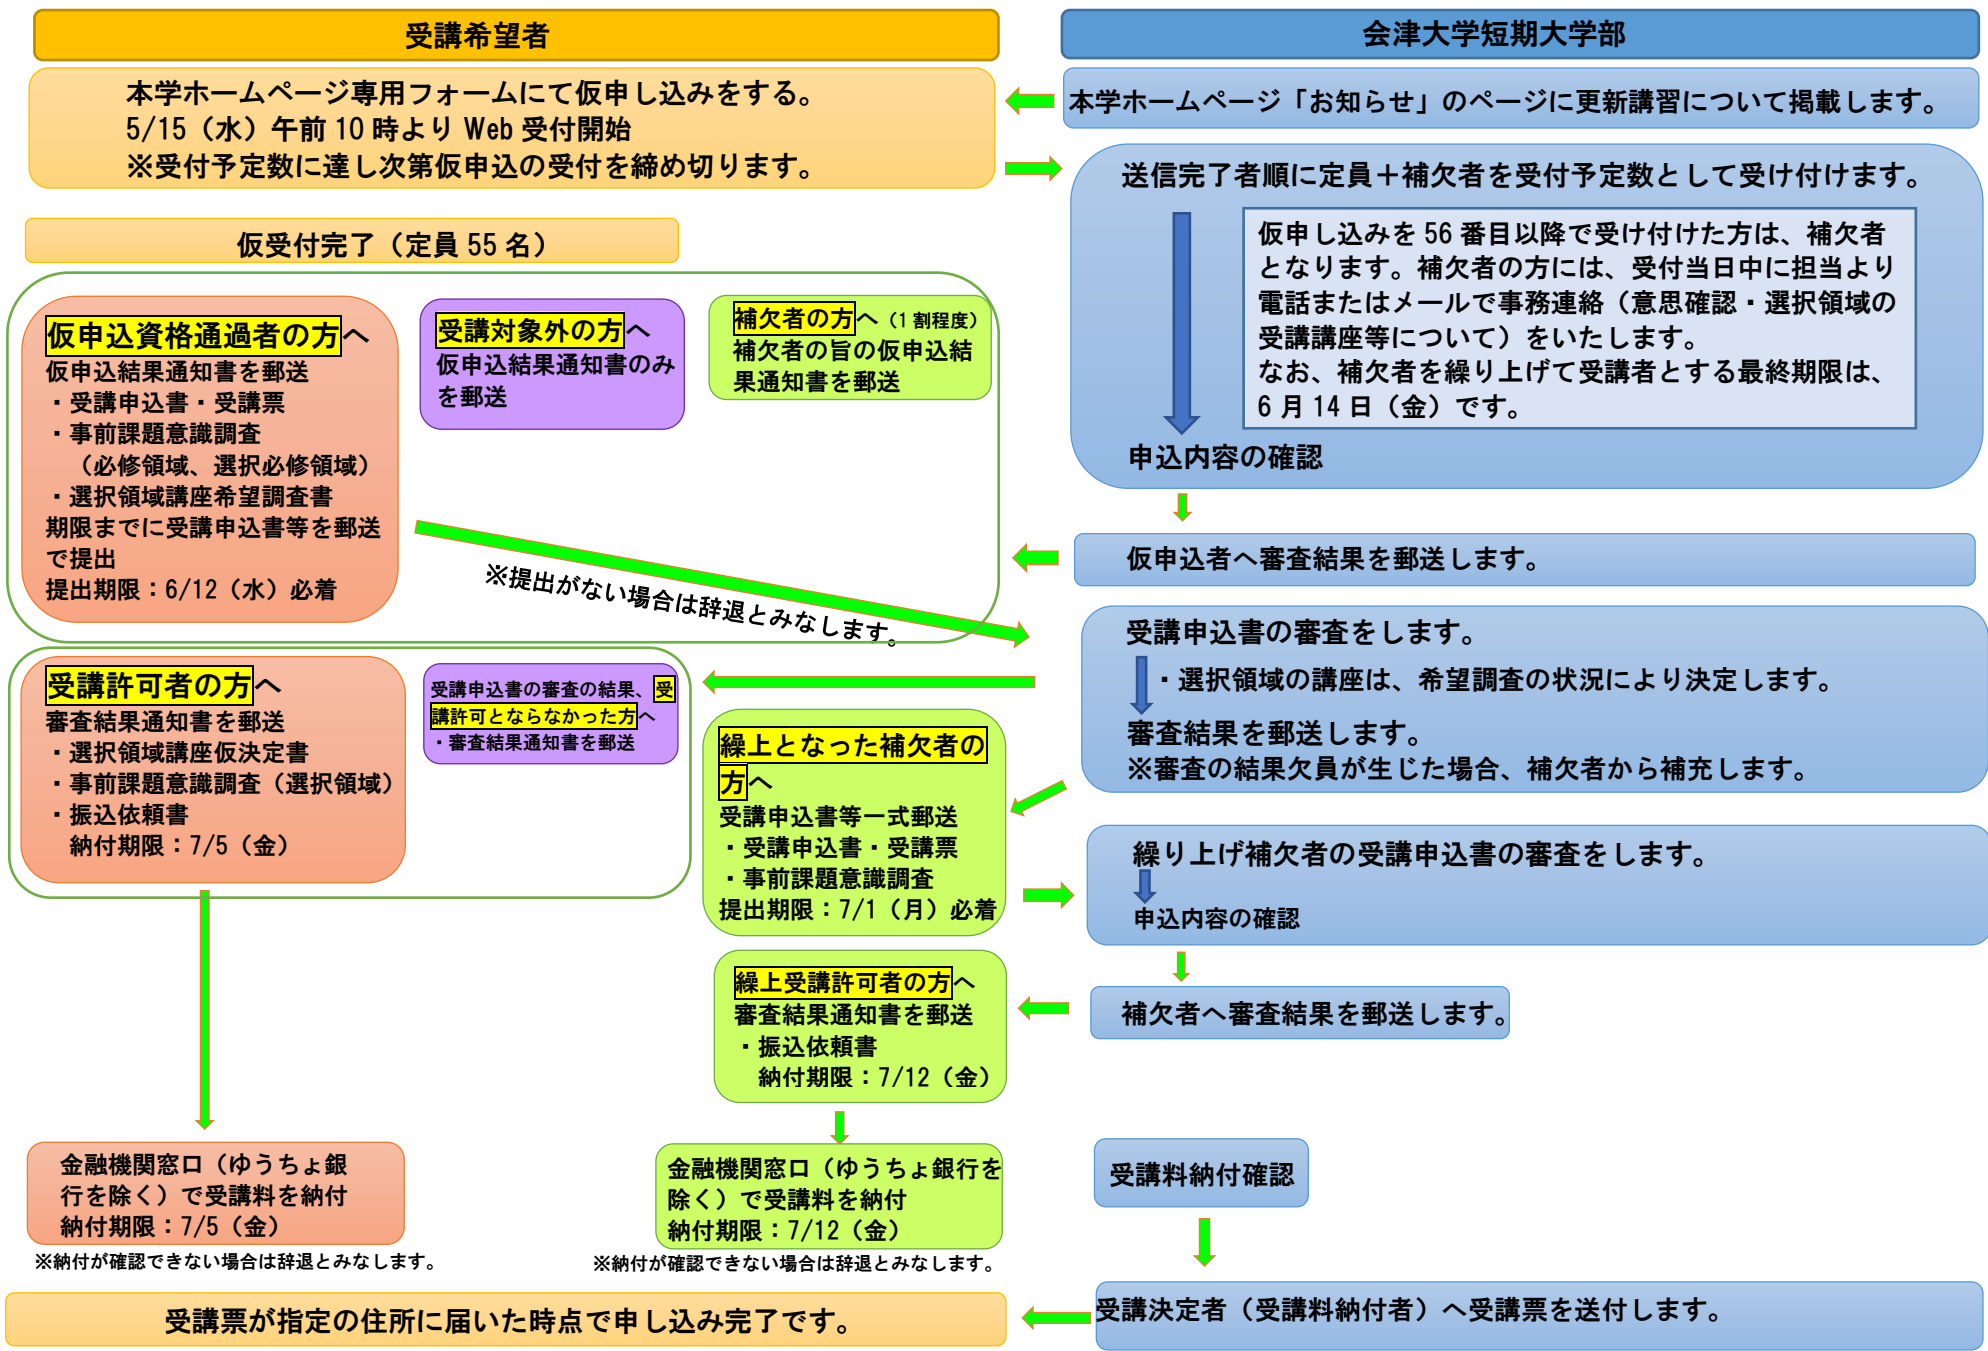 受講希望者
会津大学短期大学部
本学ホームページ専用フォームにて仮申し込みをする。
5/15（水）午前10時より Web 受付開始
※受付予定数に達し次第仮申込の受付を締め切ります。
本学ホームページ「お知らせ」のページに更新講習について掲載します。
送信完了者順に定員＋補欠者を受付予定数として受け付けます。
仮申し込みを56番目以降で受け付けた方は、補欠者
となります。補欠者の方には、受付当日中に担当より
電話またはメールで事務連絡（意思確認・選択領域の
受講講座等について）をいたします。
なお、補欠者を繰り上げて受講者とする最終期限は、
6月14日（金）です。
申込内容の確認
仮受付完了（定員55名）
仮申込資格通過者の方へ
仮申込結果通知書を郵送
・受講申込書・受講票
・事前課題意識調査
（必修領域、選択必修領域）
・選択領域講座希望調査書
期限までに受講申込書等を郵送
で提出
提出期限：6/12（水）必着
受講対象外の方へ
仮申込結果通知書のみ
を郵送
補欠者の方へ（1割程度）
補欠者の旨の仮申込結
果通知書を郵送
※提出がない場合は辞退とみなします。
仮申込者へ審査結果を郵送します。
受講申込書の審査をします。
・選択領域の講座は、希望調査の状況により決定します。
審査結果を郵送します。
※審査の結果欠員が生じた場合、補欠者から補充します。
受講許可者の方へ
審査結果通知書を郵送
・選択領域講座仮決定書
・事前課題意識調査（選択領域）
・振込依頼書
納付期限：7/5（金）
受講申込書の審査の結果、受
講許可とならなかった方へ
・審査結果通知書を郵送
繰上となった補欠者の
方へ
受講申込書等一式郵送
・受講申込書・受講票
・事前課題意識調査
提出期限：7/1（月）必着
繰り上げ補欠者の受講申込書の審査をします。
申込内容の確認
繰上受講許可者の方へ
審査結果通知書を郵送
・振込依頼書
納付期限：7/12（金）
補欠者へ審査結果を郵送します。
金融機関窓口（ゆうちょ銀
行を除く）で受講料を納付
納付期限：7/5（金）
※納付が確認できない場合は辞退とみなします。
金融機関窓口（ゆうちょ銀行を
除く）で受講料を納付
納付期限：7/12（金）
※納付が確認できない場合は辞退とみなします。
受講料納付確認
受講決定者（受講料納付者）へ受講票を送付します。
受講票が指定の住所に届いた時点で申し込み完了です。